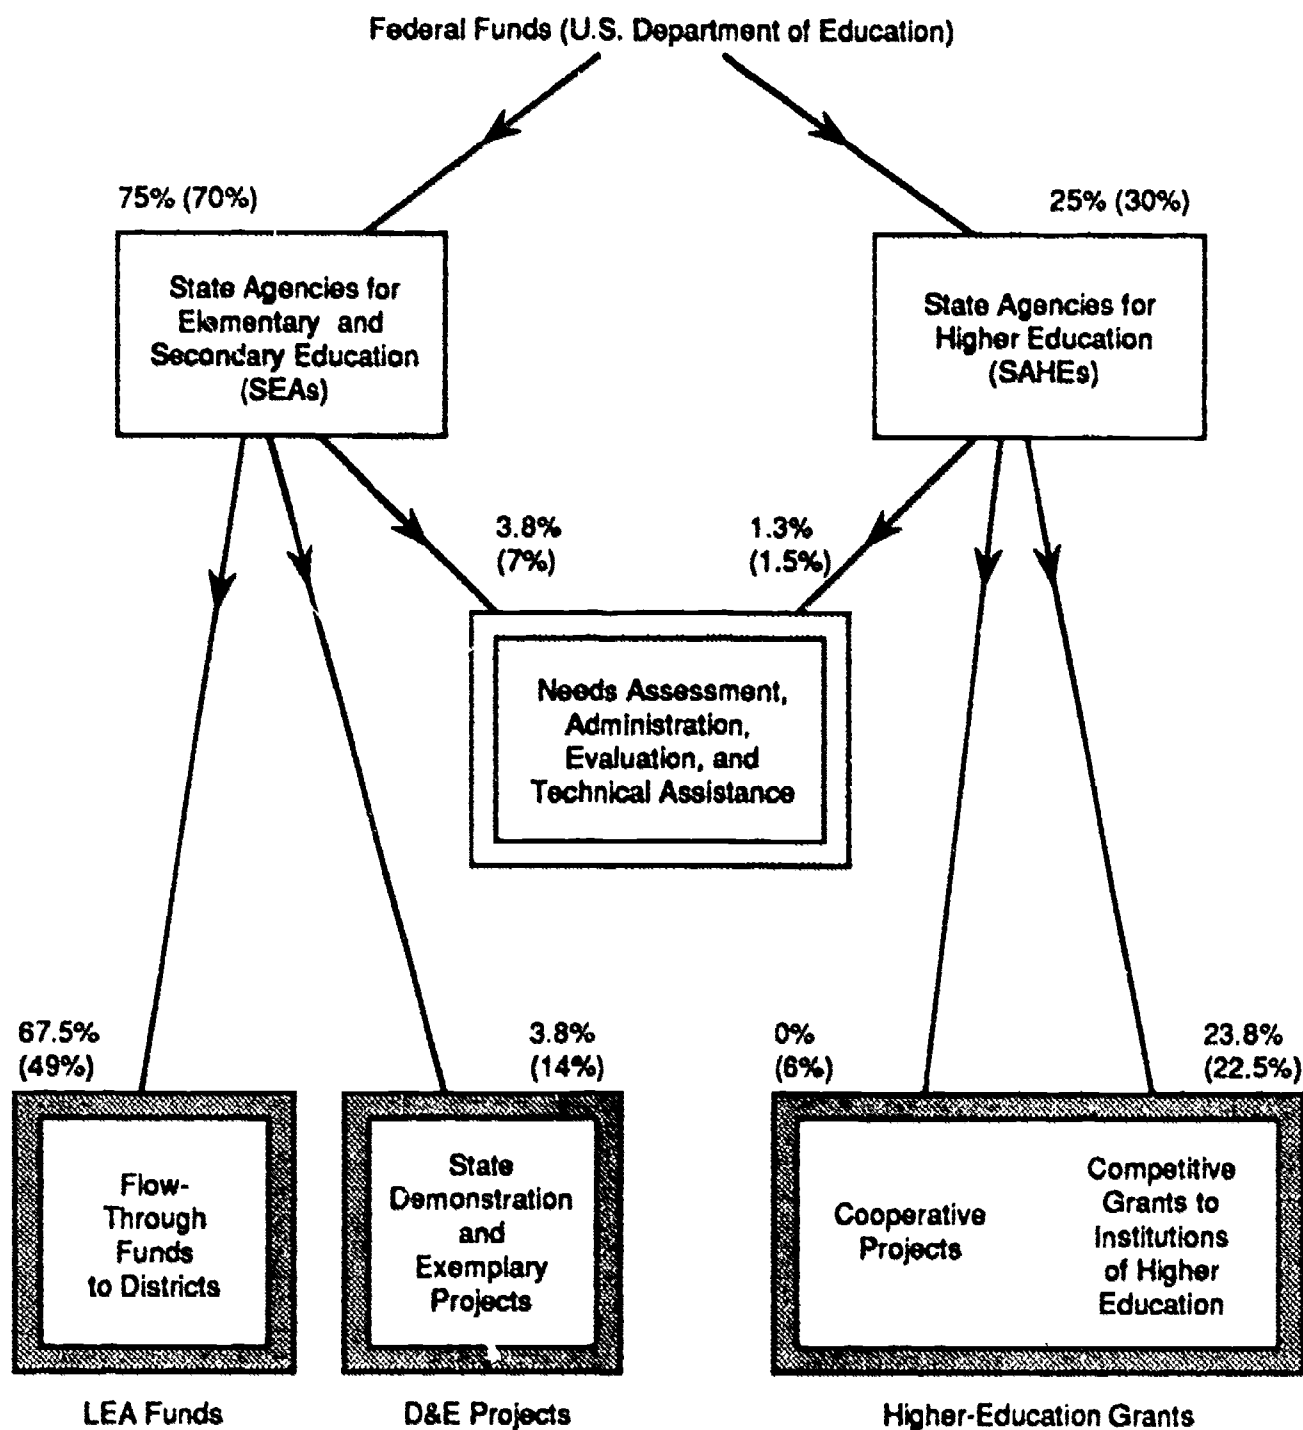 Federal Funds (U.S. Department of Education)
75% (70%)
25% (30%)
State Agencies for
Elementary and
Secondary Education
(SEAs)
State Agencies for
Higher Education
(SAHEs)
3.8%
(7%)
1.3%
(1.5%)
Needs Assessment,
Administration,
Evaluation, and
Technical Assistance
67.5%
(49%)
3.8%
(14%)
0%
(6%)
23.8%
(22.5%)
Flow-
Through
Funds
to Districts
State
Demonstration
and
Exemplary
Projects
Cooperative
Projects
Competitive
Grants to
Institutions
of Higher
Education
LEA Funds
D&E Projects
Higher-Education Grants